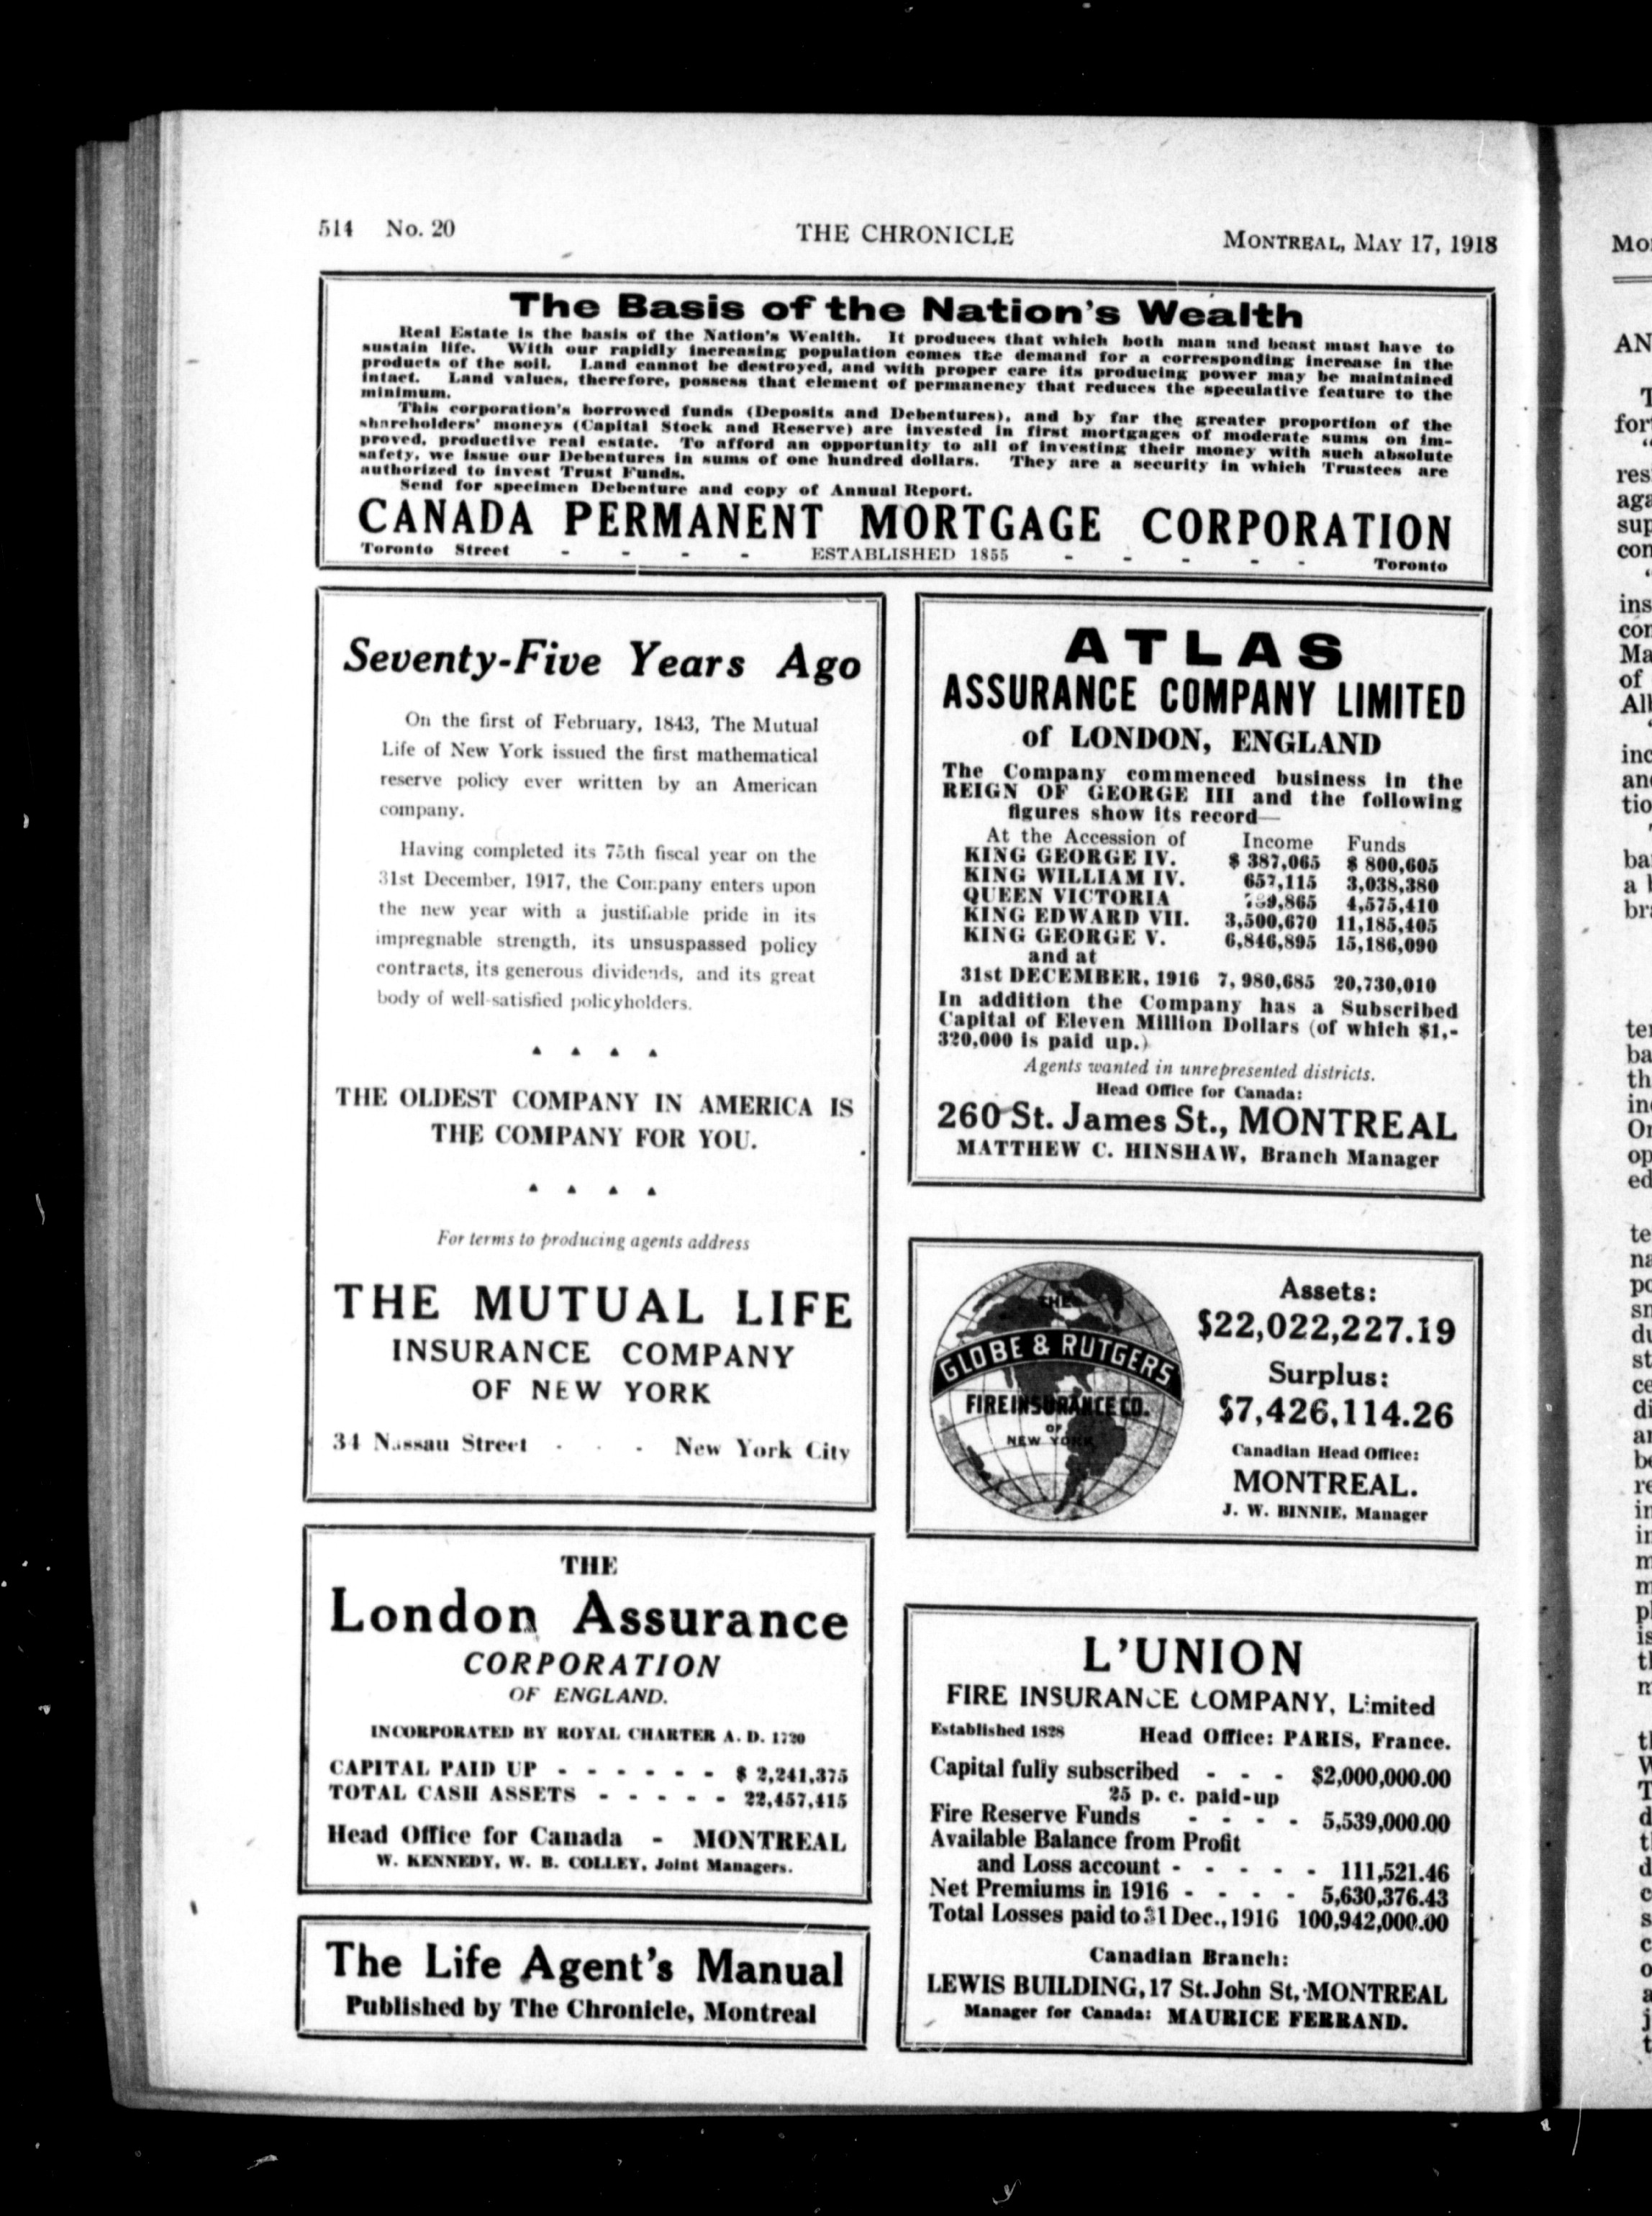 514 No. 20
THE CHRONICLE
MONTREAL, MAY 17, 1918
The Basis of the Nation's Wealth
Real Estate is the basis of the Nation's Wealth. It produces that which both man and beast must have to
sustain life. With our rapidly increasing population comes the demand for a corresponding increase in the
products of the soil. Land cannot be destroyed, and with proper care its producing power may be maintained
intact. Land values, therefore, possess that element of permanency that reduces the speculative feature to the
minimum.
This corporation's borrowed funds (Deposits and Debentures), and by far the greater proportion of the
shareholders' moneys (Capital Stock and Reserve) are invested in first mortgages of moderate sums on im-
proved, productive real estate. To afford an opportunity to all of investing their money with such absolute
safety, we issue our Debentures in sums of one hundred dollars. They are a security in which Trustees are
authorized to invest Trust Funds.
Send for specimen Debenture and copy of Annual Report.
CANADA PERMANENT MORTGAGE CORPORATION
Toronto Street - - - - ESTABLISHED 1855 - - - - - Toronto
Seventy-Five Years Ago
On the first of February, 1843, The Mutual
Life of New York issued the first mathematical
reserve policy ever written by an American
company.
Having completed its 75th fiscal year on the
31st December, 1917, the Company enters upon
the new year with a justifiable pride in its
impregnable strength, its unsuspassed policy
contracts, its generous dividends, and its great
body of well-satisfied policyholders.
THE OLDEST COMPANY IN AMERICA IS
THE COMPANY FOR YOU.
For terms to producing agents address
THE MUTUAL LIFE
INSURANCE COMPANY
OF NEW YORK
34 Nassau Street - - - New York City
THE
London Assurance
CORPORATION
OF ENGLAND.
INCORPORATED BY ROYAL CHARTER A. D. 1720
CAPITAL PAID UP - - - - - - $ 2,241,375
TOTAL CASH ASSETS - - - - - 22,457,415
Head Office for Canada - MONTREAL
W. KENNEDY, W. B. COLLEY, Joint Managers.
The Life Agent's Manual
Published by The Chronicle, Montreal
ATLAS
ASSURANCE COMPANY LIMITED
of LONDON, ENGLAND
The Company commenced business in the
REIGN OF GEORGE III and the following
figures show its record—
At the Accession of Income Funds
KING GEORGE IV. $ 387,065 $ 800,605
KING WILLIAM IV. 657,115 3,038,380
QUEEN VICTORIA 4,575,410
KING EDWARD VII. 3,500,670 11,185,405
KING GEORGE V. 6,846,895 15,186,090
and at
31st DECEMBER, 1916 7,980,685 20,730,010
In addition the Company has a Subscribed
Capital of Eleven Million Dollars (of which $1,-
320,000 is paid up.)
Agents wanted in unrepresented districts.
Head Office for Canada:
260 St. James St., MONTREAL
MATTHEW C. HINSHAW, Branch Manager
THE
GLOBE & RUTGERS
FIRE INSURANCE CO.
OF
NEW YORK
Assets:
$22,022,227.19
Surplus:
$7,426,114.26
Canadian Head Office:
MONTREAL.
J. W. BINNIE, Manager
L'UNION
FIRE INSURANCE COMPANY, Limited
Established 1828 Head Office: PARIS, France.
Capital fully subscribed - - - $2,000,000.00
25 p. c. paid-up
Fire Reserve Funds - - - - 5,539,000.00
Available Balance from Profit
and Loss account - - - - - 111,521.46
Net Premiums in 1916 - - - - 5,630,376.43
Total Losses paid to 31 Dec., 1916 100,942,000.00
Canadian Branch:
LEWIS BUILDING, 17 St. John St, MONTREAL
Manager for Canada: MAURICE FERRAND.